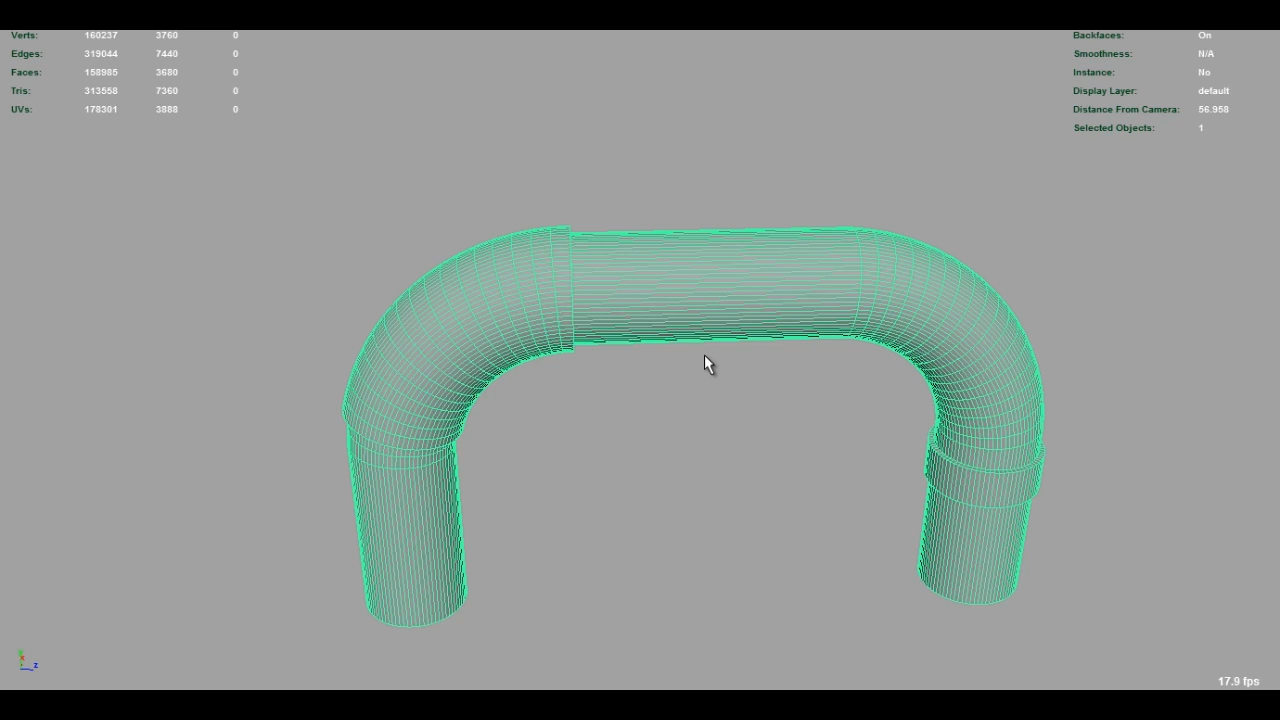 Verts: 160237 3760 0
Edges: 319044 7440 0
Faces: 158985 3680 0
Tris: 313558 7360 0
UVs: 178301 3888 0
Backfaces: On
Smoothness: N/A
Instance: No
Display Layer: default
Distance From Camera: 56.958
Selected Objects: 1
z
17.9 fps